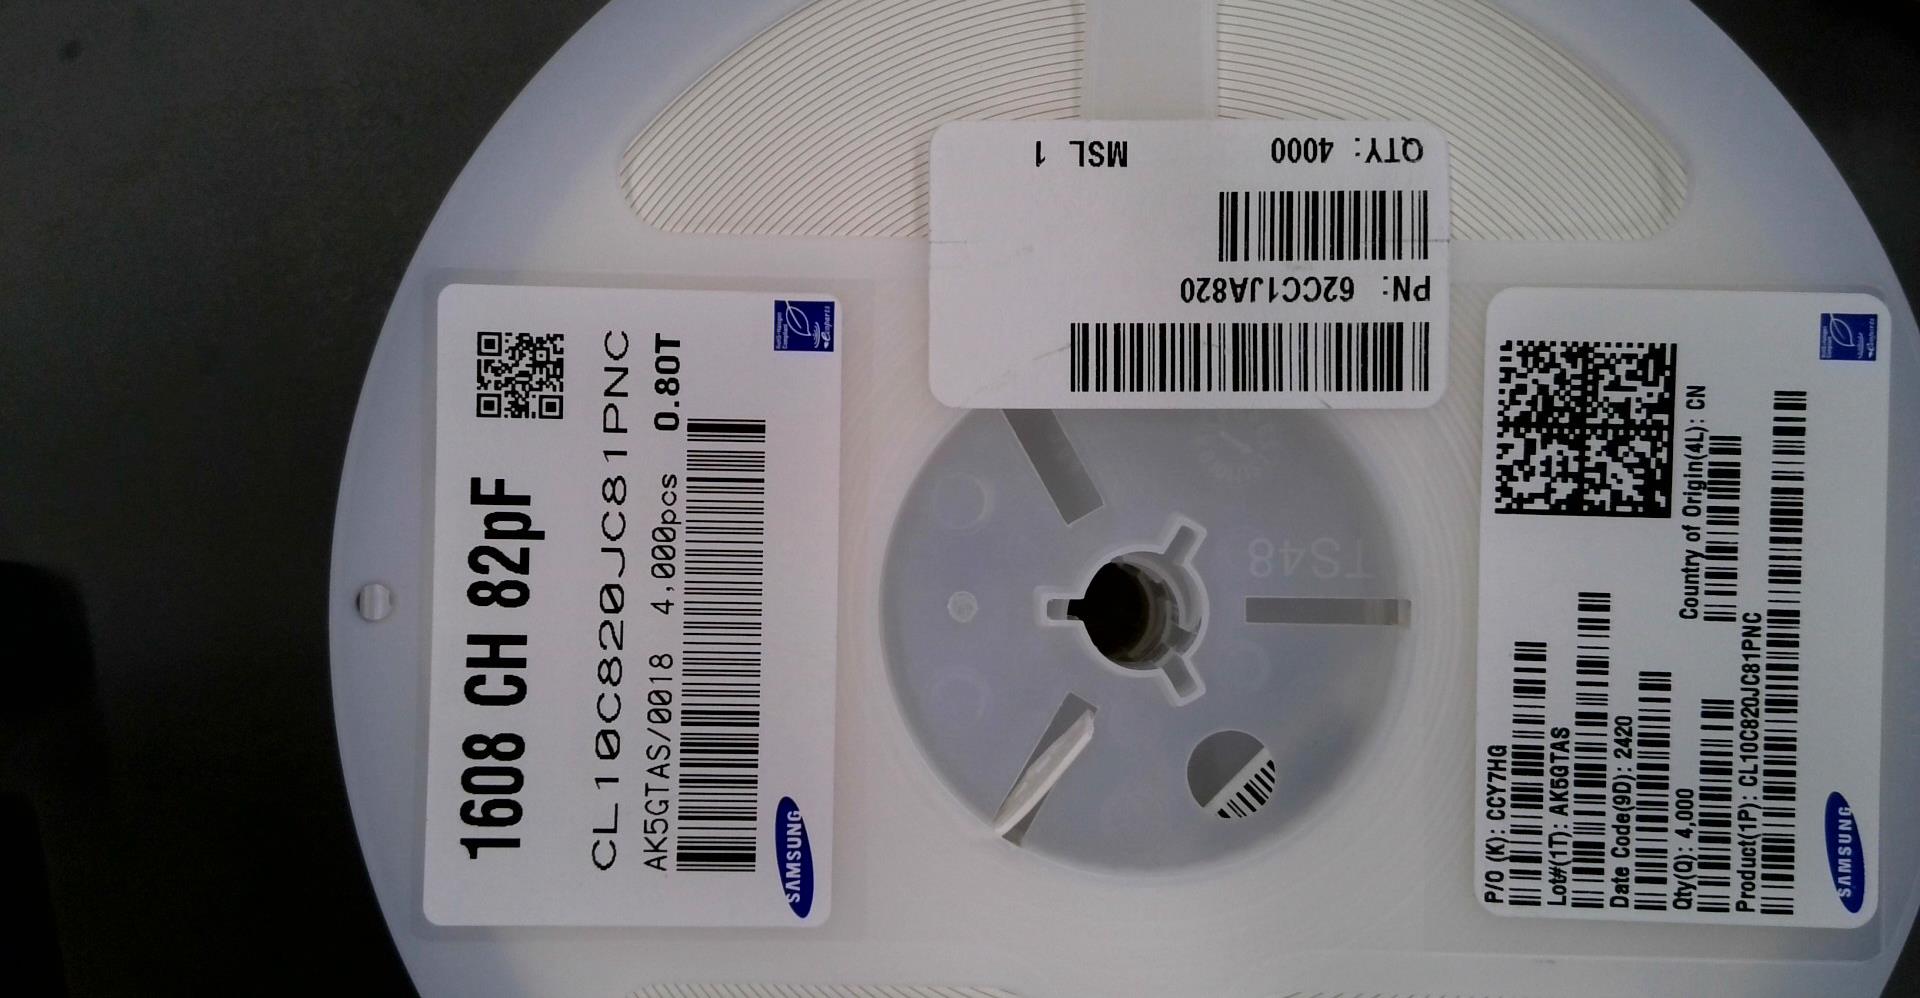 1608 CH 82pF
CL10C820JC81PNC
AK5GTAS/0018 4,000pcs 0.80T
SAMSUNG
QTY: 4000 MSL 1
PN: 62CC1JA820
TS48
P/O (K): CCY7HG
Lot#(1T): AK5GTAS
Date Code(9D): 2420
Qty(Q): 4,000 Country of Origin(4L): CN
Product(1P): CL10C820JC81PNC
SAMSUNG